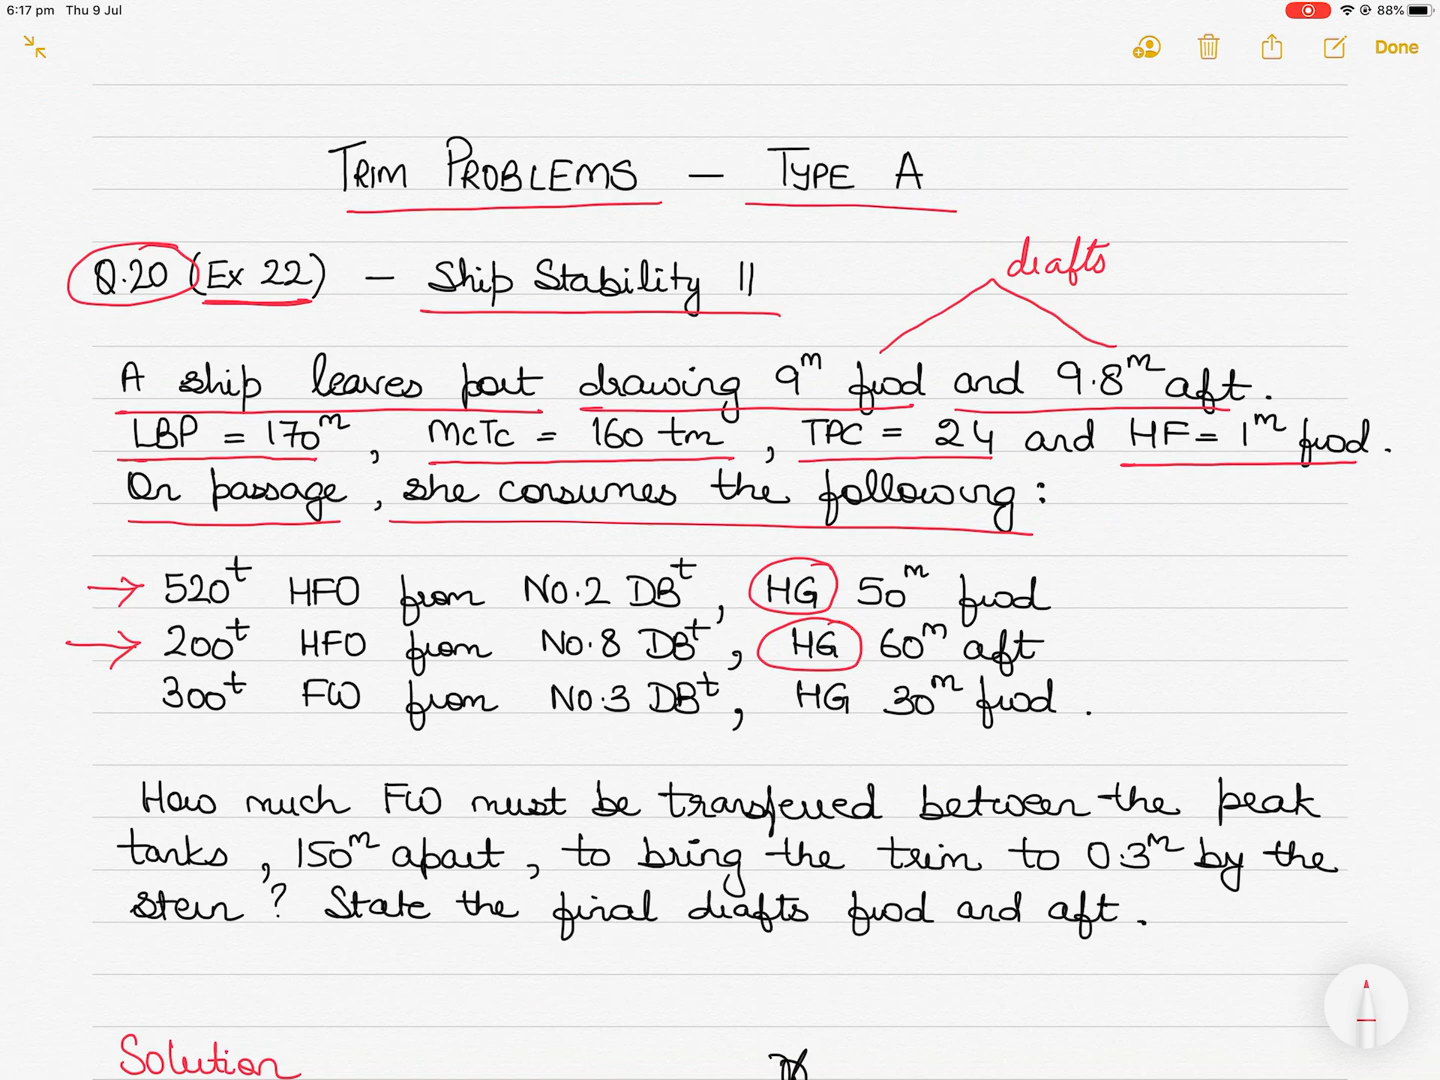 6:17 pm Thu 9 Jul
88%
Done
TRIM PROBLEMS — TYPE A
Q.20 (Ex 22) — Ship Stability II
drafts
A ship leaves port drawing 9m fwd and 9.8m aft.
LBP = 170m, MCTC = 160 tm, TPC = 24 and HF = 1m fwd.
On passage, she consumes the following:
→ 520t HFO from No.2 DBt, HG 50m fwd
→ 200t HFO from No.8 DBt, HG 60m aft
300t FW from No.3 DBt, HG 30m fwd.
How much FW must be transferred between the peak
tanks, 150m apart, to bring the trim to 0.3m by the
stern? State the final drafts fwd and aft.
Solution